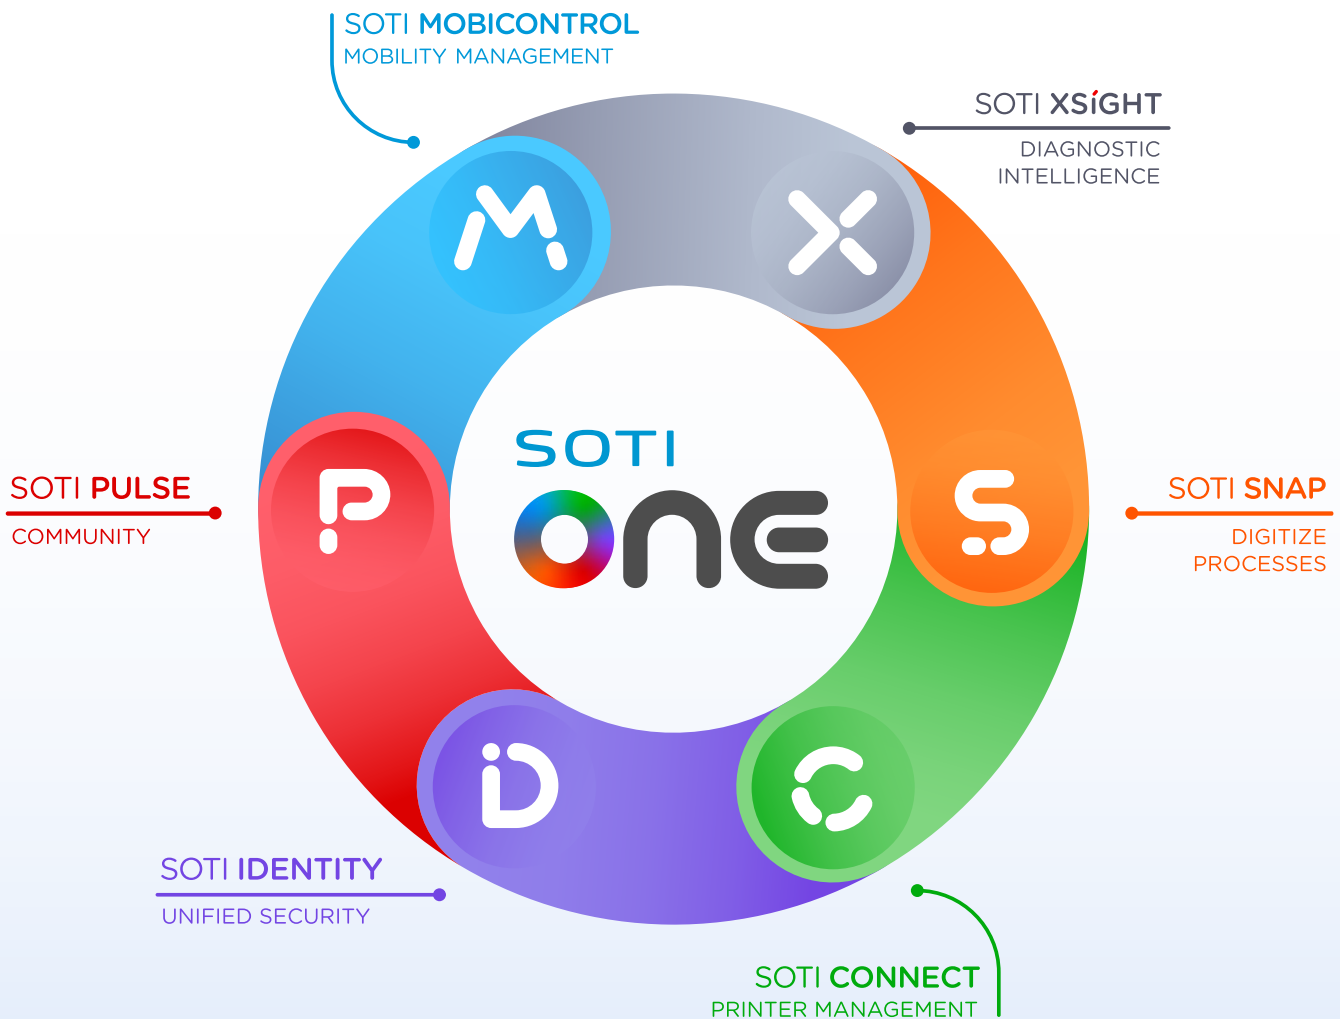 SOTI MOBICONTROL
MOBILITY MANAGEMENT
SOTI XSiGHT
DIAGNOSTIC
INTELLIGENCE
M
X
SOTI PULSE
COMMUNITY
P
SOTI
ONE
S
SOTI SNAP
DIGITIZE
PROCESSES
iD
C
SOTI IDENTITY
UNIFIED SECURITY
SOTI CONNECT
PRINTER MANAGEMENT